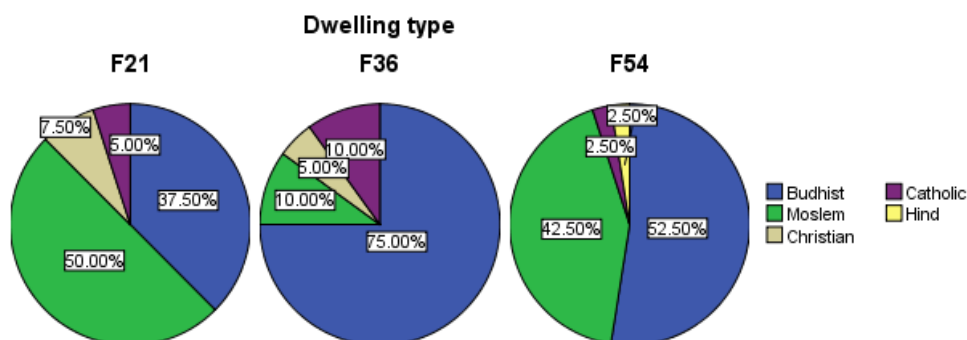 Dwelling type
F21 F36 F54
7.50%
5.00%
37.50%
50.00%
10.00%
5.00%
10.00%
75.00%
2.50%
2.50%
42.50%
52.50%
Budhist Catholic
Moslem Hind
Christian